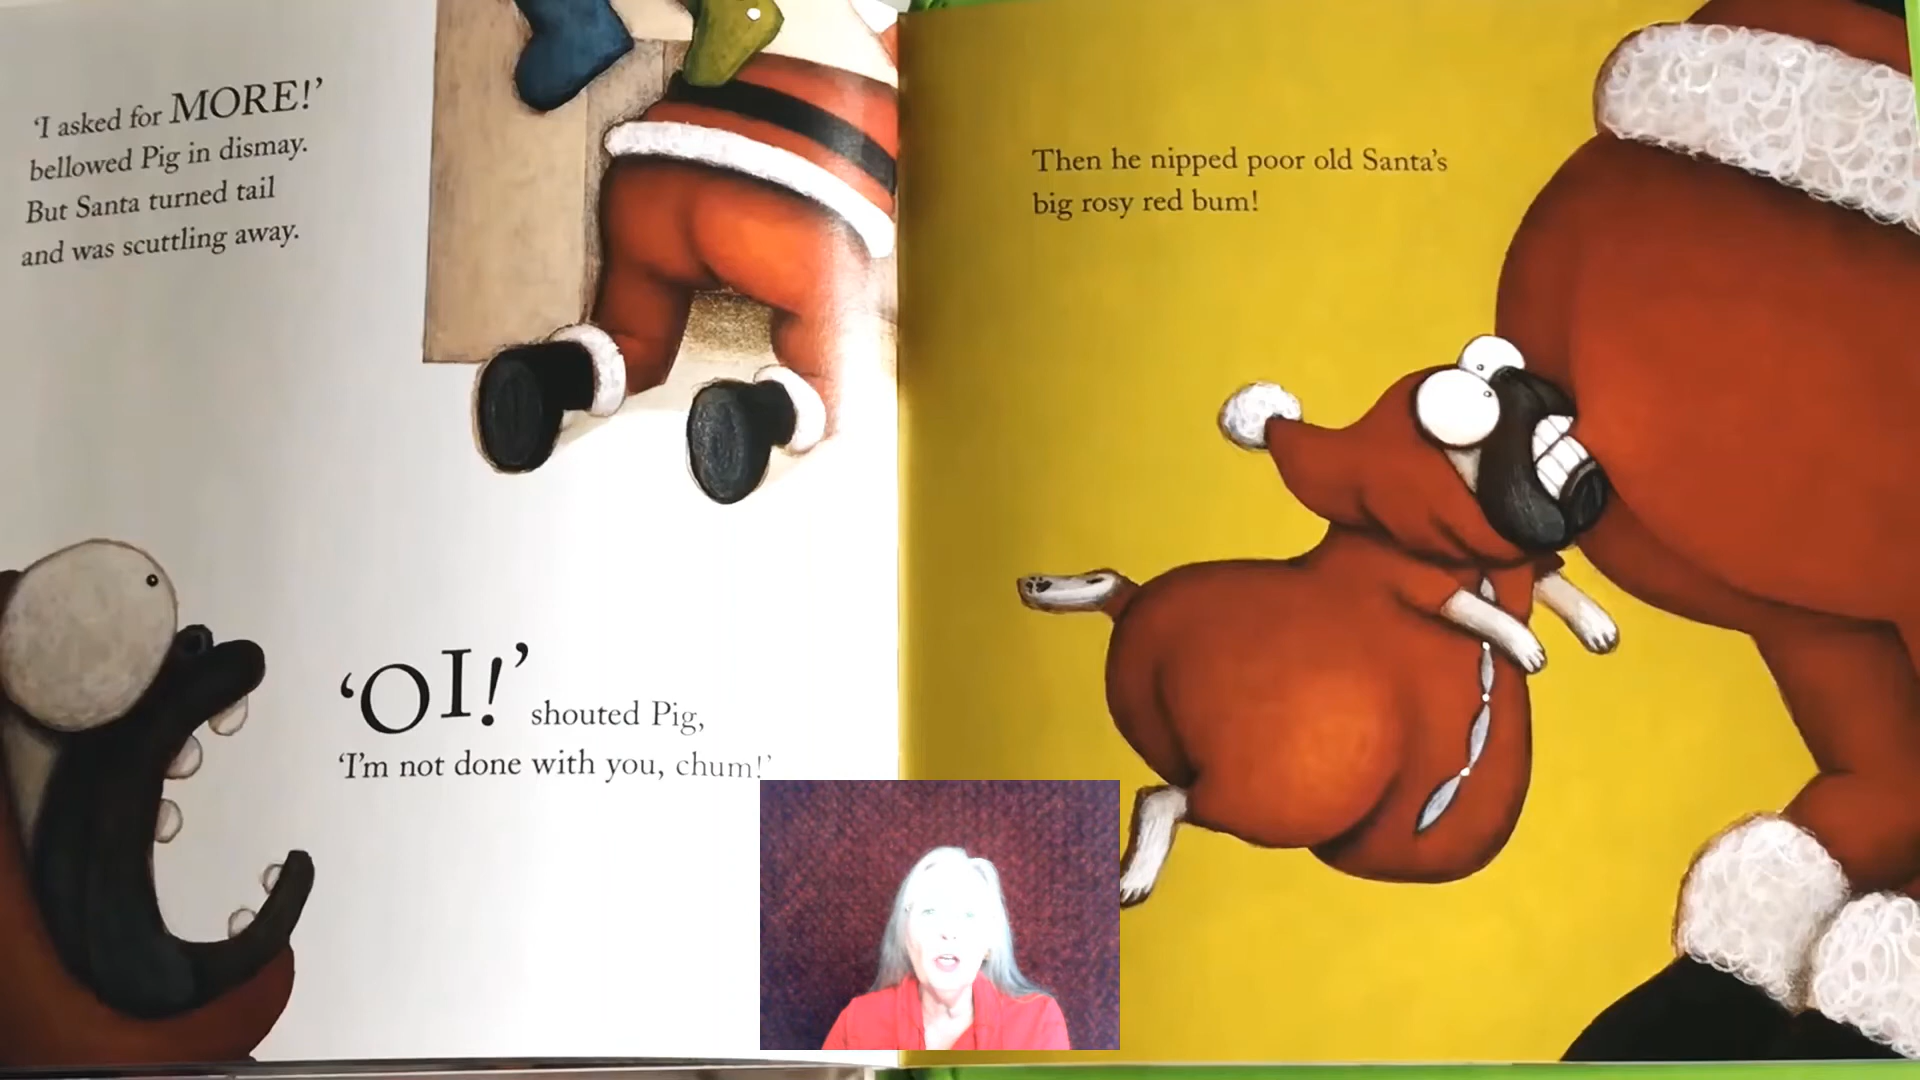 ‘I asked for MORE!’
bellowed Pig in dismay.
But Santa turned tail
and was scuttling away.
‘OI!’ shouted Pig,
‘I’m not done with you, chum!’
Then he nipped poor old Santa’s
big rosy red bum!